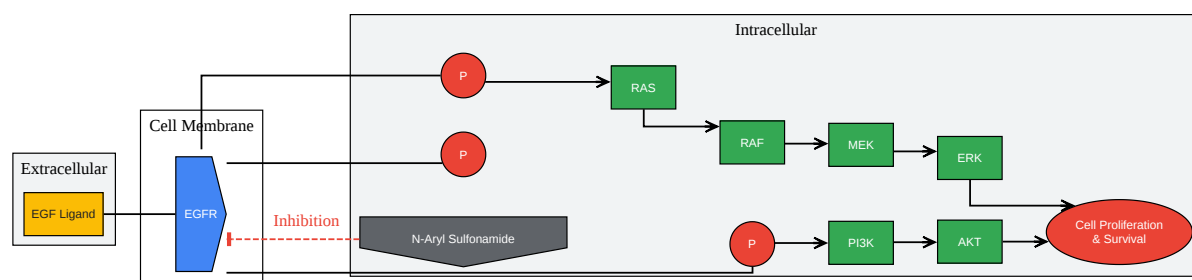 Intracellular
P
RAS
Cell Membrane
P
RAF
MEK
ERK
Extracellular
EGF Ligand
EGFR
Inhibition
N-Aryl Sulfonamide
P
PI3K
AKT
Cell Proliferation
& Survival